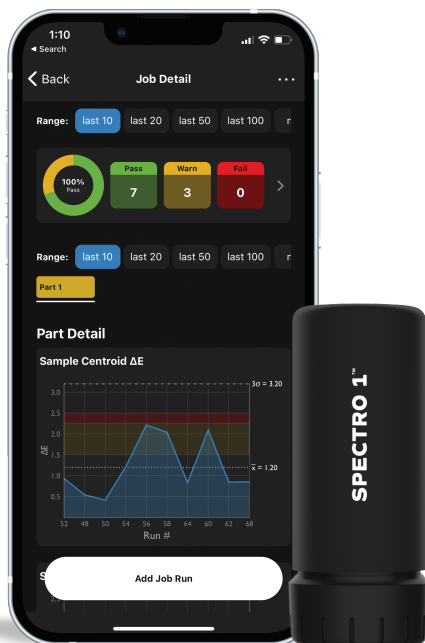 1:10
◀ Search
Back Job Detail ...
Range: last 10 last 20 last 50 last 100
100% Pass
Pass Warn Fail
7 3 0
Range: last 10 last 20 last 50 last 100
Part 1
Part Detail
Sample Centroid ΔE
3.0
3σ = 3.20
2.5
2.0
ΔE
1.5
x̄ = 1.20
1.0
0.5
52 48 50 54 56 58 64 60 62 68
Run #
Add Job Run
SPECTRO 1™